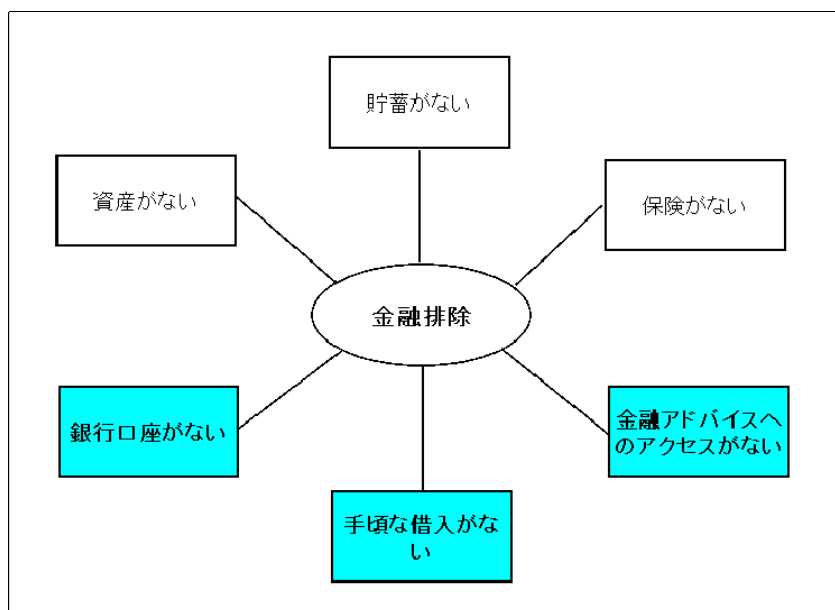 貯蓄がない
資産がない
保険がない
金融排除
銀行口座がない
金融アドバイスへ
のアクセスがない
手頃な借入がな
い